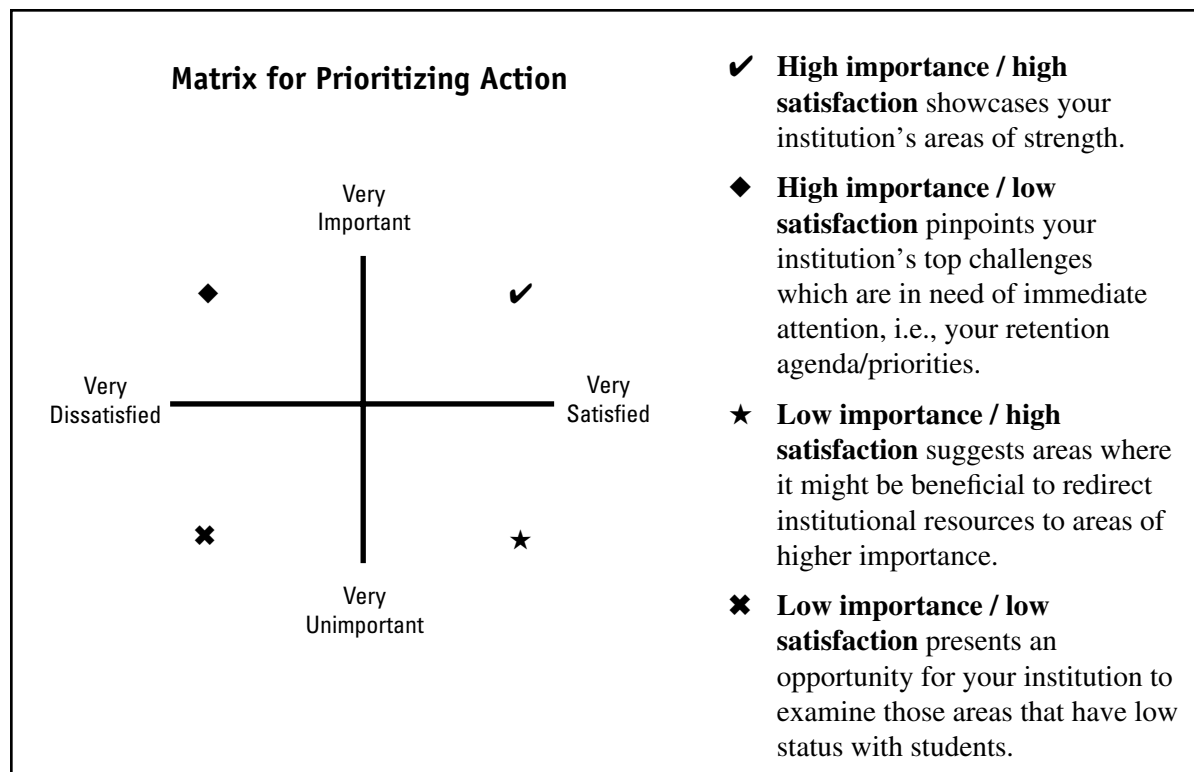 Matrix for Prioritizing Action
Very
Important
Very
Dissatisfied
Very
Satisfied
Very
Unimportant
✔ High importance / high
satisfaction showcases your
institution’s areas of strength.
◆ High importance / low
satisfaction pinpoints your
institution’s top challenges
which are in need of immediate
attention, i.e., your retention
agenda/priorities.
★ Low importance / high
satisfaction suggests areas where
it might be beneficial to redirect
institutional resources to areas of
higher importance.
✖ Low importance / low
satisfaction presents an
opportunity for your institution to
examine those areas that have low
status with students.